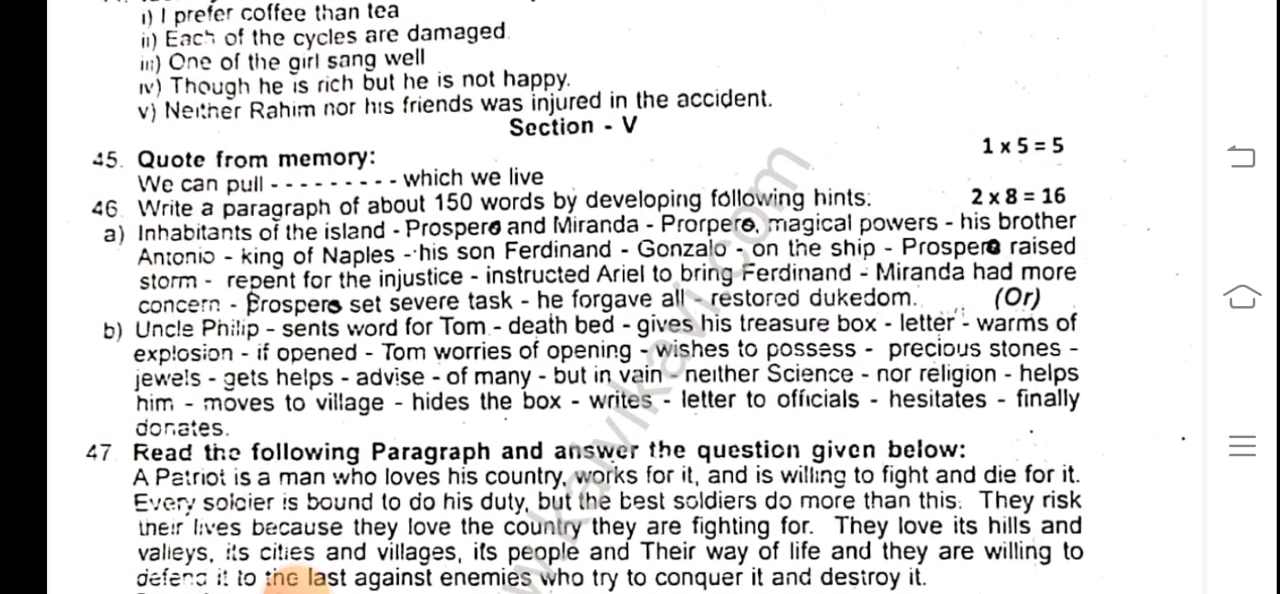 i) I prefer coffee than tea
ii) Each of the cycles are damaged.
iii) One of the girl sang well
iv) Though he is rich but he is not happy.
v) Neither Rahim nor his friends was injured in the accident.
Section - V
45. Quote from memory: 1 x 5 = 5
We can pull - - - - - - - - - which we live
46. Write a paragraph of about 150 words by developing following hints: 2 x 8 = 16
a) Inhabitants of the island - Prospero and Miranda - Prorpero, magical powers - his brother
Antonio - king of Naples - his son Ferdinand - Gonzalo - on the ship - Prospero raised
storm - repent for the injustice - instructed Ariel to bring Ferdinand - Miranda had more
concern - Prospero set severe task - he forgave all - restored dukedom. (Or)
b) Uncle Philip - sents word for Tom - death bed - gives his treasure box - letter - warms of
explosion - if opened - Tom worries of opening - wishes to possess - precious stones -
jewels - gets helps - advise - of many - but in vain - neither Science - nor religion - helps
him - moves to village - hides the box - writes - letter to officials - hesitates - finally
donates.
47. Read the following Paragraph and answer the question given below:
A Patriot is a man who loves his country, works for it, and is willing to fight and die for it.
Every solcier is bound to do his duty, but the best soldiers do more than this. They risk
their lives because they love the country they are fighting for. They love its hills and
valleys, its cities and villages, its people and Their way of life and they are willing to
defend it to the last against enemies who try to conquer it and destroy it.
w.kalvikavi.com